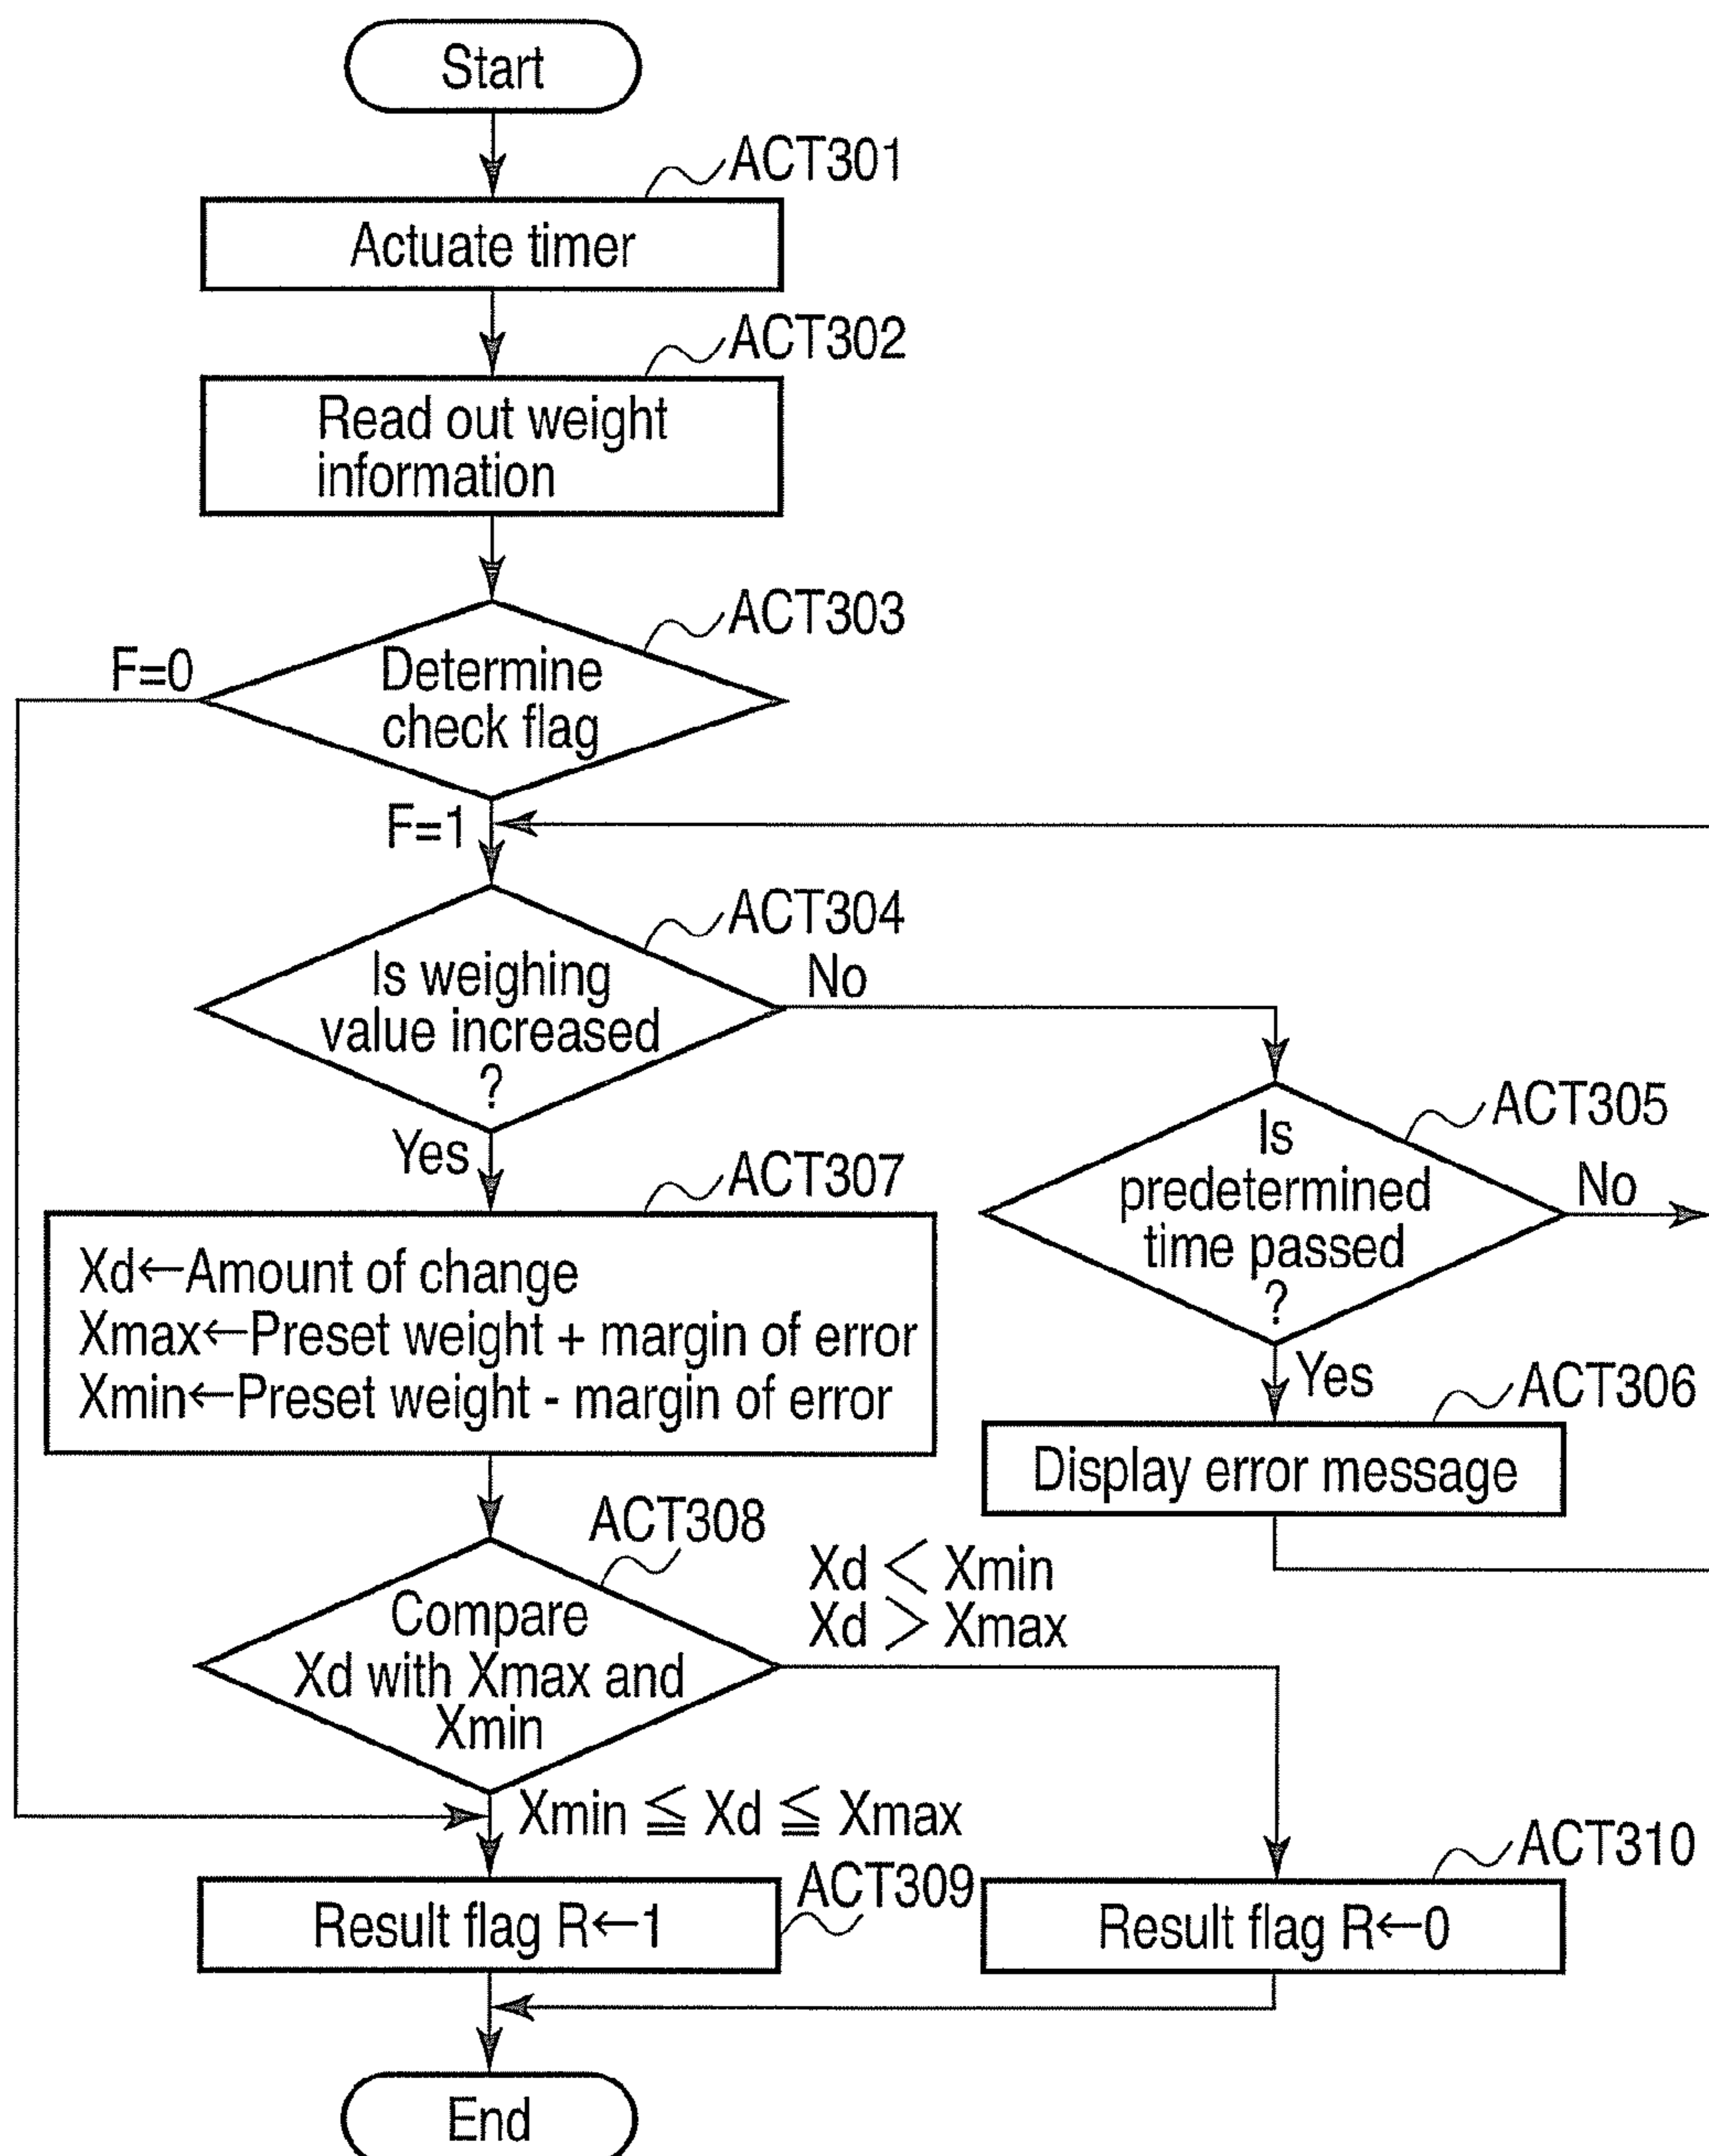 Start
ACT301
Actuate timer
ACT302
Read out weight
information
ACT303
F=0
Determine
check flag
F=1
ACT304
Is weighing
value increased
?
No
Yes
ACT305
Is
predetermined
time passed
?
No
Yes
ACT306
Display error message
ACT307
Xd←Amount of change
Xmax←Preset weight + margin of error
Xmin←Preset weight - margin of error
ACT308
Compare
Xd with Xmax and
Xmin
Xd < Xmin
Xd > Xmax
Xmin ≦ Xd ≦ Xmax
ACT309
Result flag R←1
ACT310
Result flag R←0
End